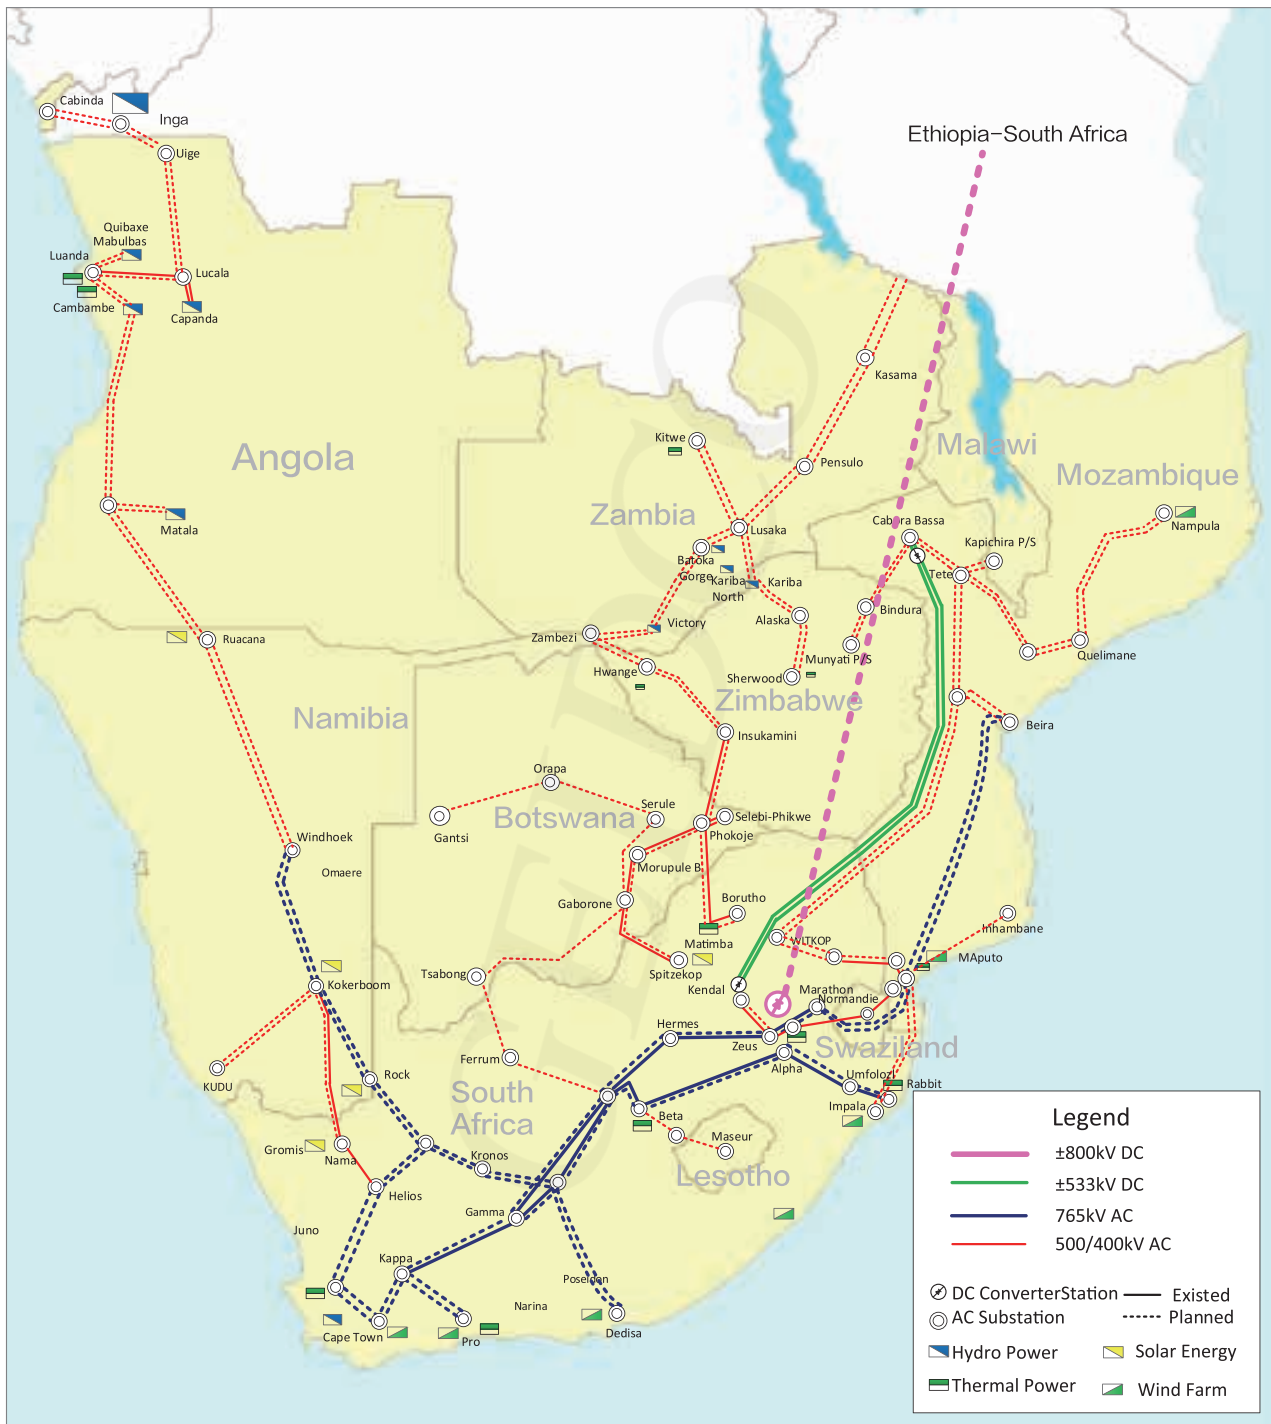 Cabinda
Inga
Ethiopia–South Africa
Uige
Quibaxe
Mabulbas
Luanda
Lucala
Cambambe
Capanda
Kasama
Angola
Kitwe
Malawi
Pensulo
Mozambique
Zambia
Lusaka
Cabora Bassa
Nampula
Matala
Kapichira P/S
Batoka
Gorge
Kariba
North
Kariba
Tete
Bindura
Alaska
Victory
Ruacana
Zambezi
Munyati P/S
Quelimane
Hwange
Sherwood
Zimbabwe
Namibia
Beira
Insukamini
Orapa
Serule
Botswana
Selebi-Phikwe
Gantsi
Phokoje
Windhoek
Omaere
Morupule B
Gaborone
Borutho
Inhambane
Matimba
WITKOP
MAputo
Spitzekop
Tsabong
Kokerboom
Kendal
Marathon
Normandie
Hermes
Zeus
Swaziland
Ferrum
Alpha
KUDU
Rock
South
Africa
Umfolozi
Rabbit
Impala
Beta
Maseur
Gromis
Nama
Kronos
Lesotho
Helios
Gamma
Juno
Kappa
Poseidon
Narina
Cape Town
Pro
Dedisa
GEIDCO
Legend
±800kV DC
±533kV DC
765kV AC
500/400kV AC
DC ConverterStation
Existed
AC Substation
Planned
Hydro Power
Solar Energy
Thermal Power
Wind Farm